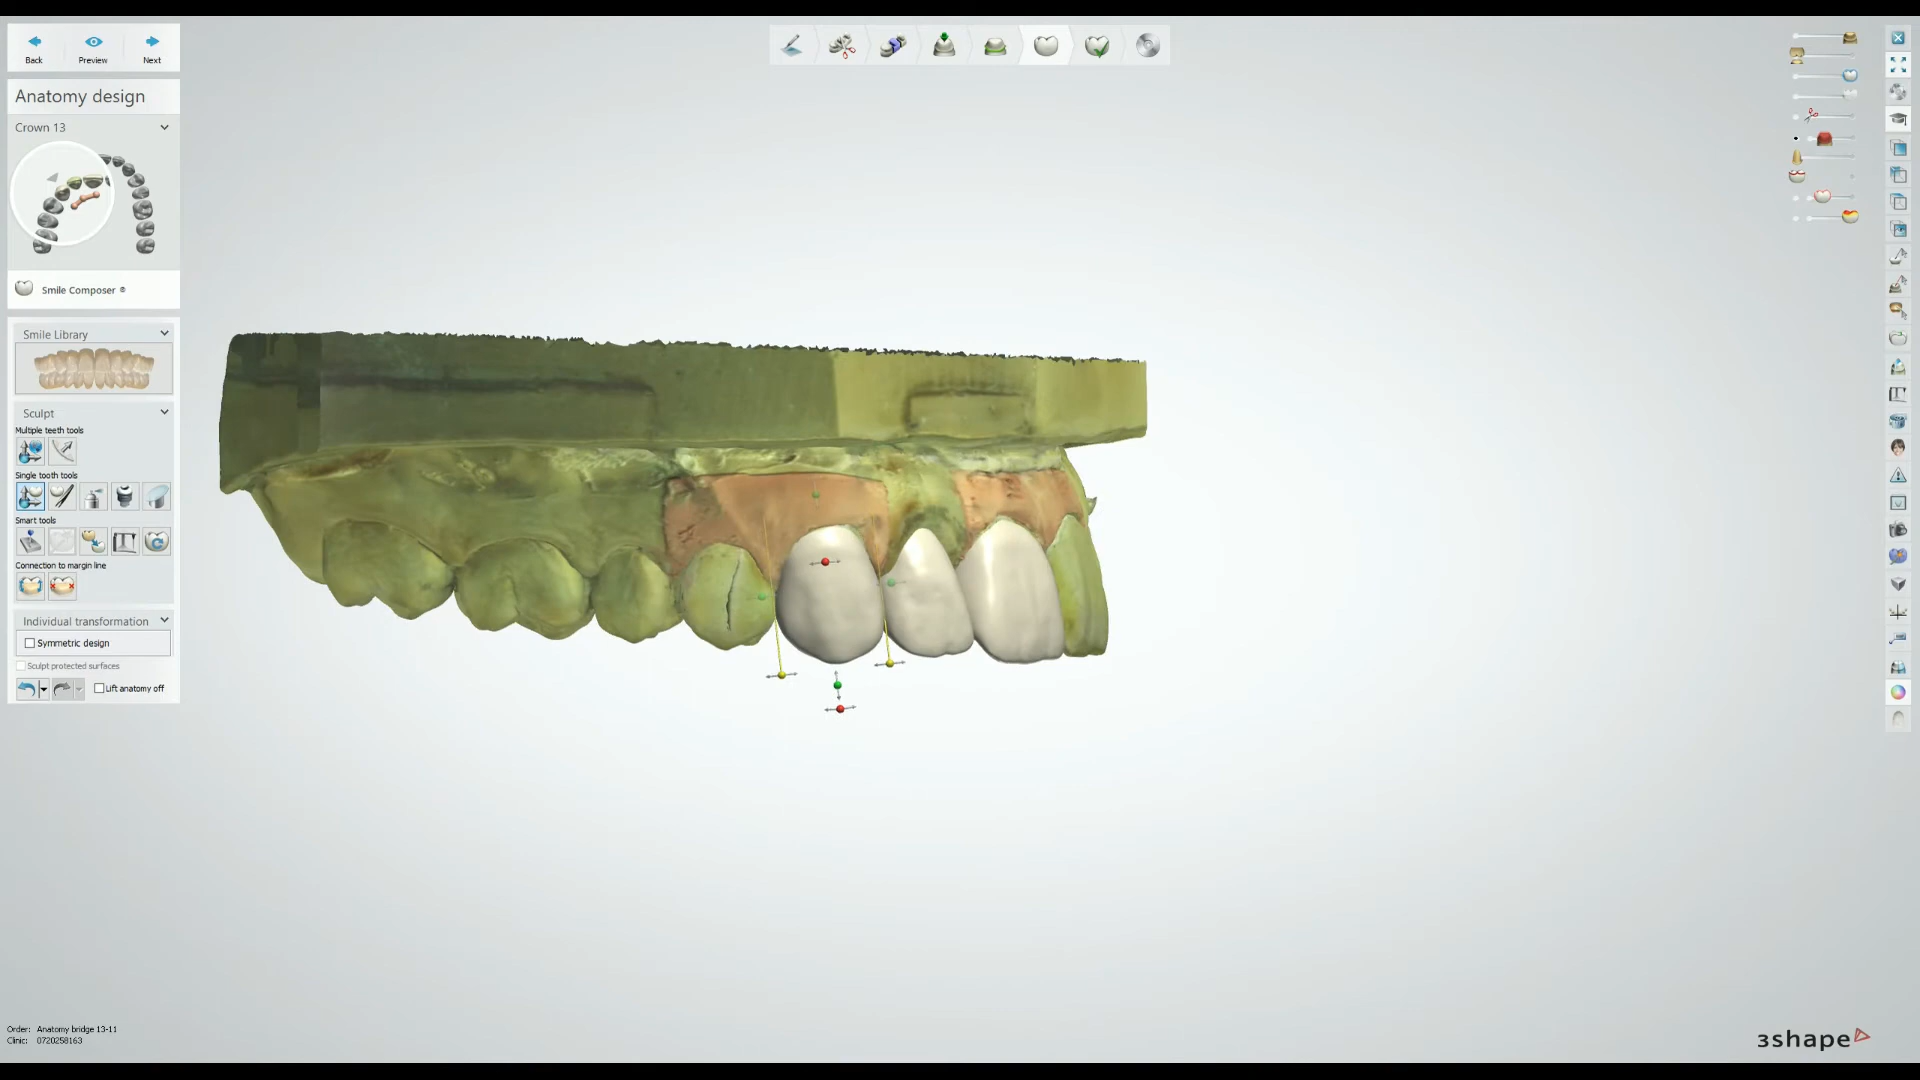 Back
Preview
Next
Anatomy design
Crown 13
Smile Composer ®
Smile Library
Sculpt
Multiple teeth tools
Single tooth tools
Smart tools
Connection to margin line
Individual transformation
Symmetric design
Sculpt protected surfaces
Lift anatomy off
Order: Anatomy bridge 13-11
Clinic: 0720258163
3shape